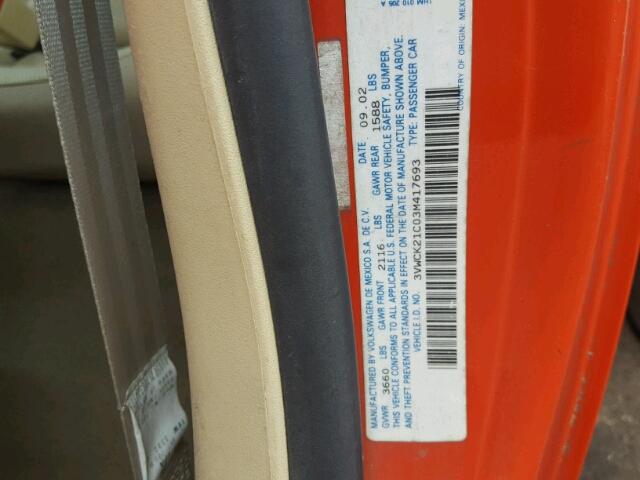 MANUFACTURED BY VOLKSWAGEN DE MEXICO S.A. DE C.V. DATE 09.02
GVWR 3660 LBS GAWR FRONT 2116 LBS GAWR REAR 1588 LBS
THIS VEHICLE CONFORMS TO ALL APPLICABLE U.S. FEDERAL MOTOR VEHICLE SAFETY, BUMPER,
AND THEFT PREVENTION STANDARDS IN EFFECT ON THE DATE OF MANUFACTURE SHOWN ABOVE.
VEHICLE I.D. NO. 3VWCK21C03M417693 TYPE: PASSENGER CAR
COUNTRY OF ORIGIN: MEXI